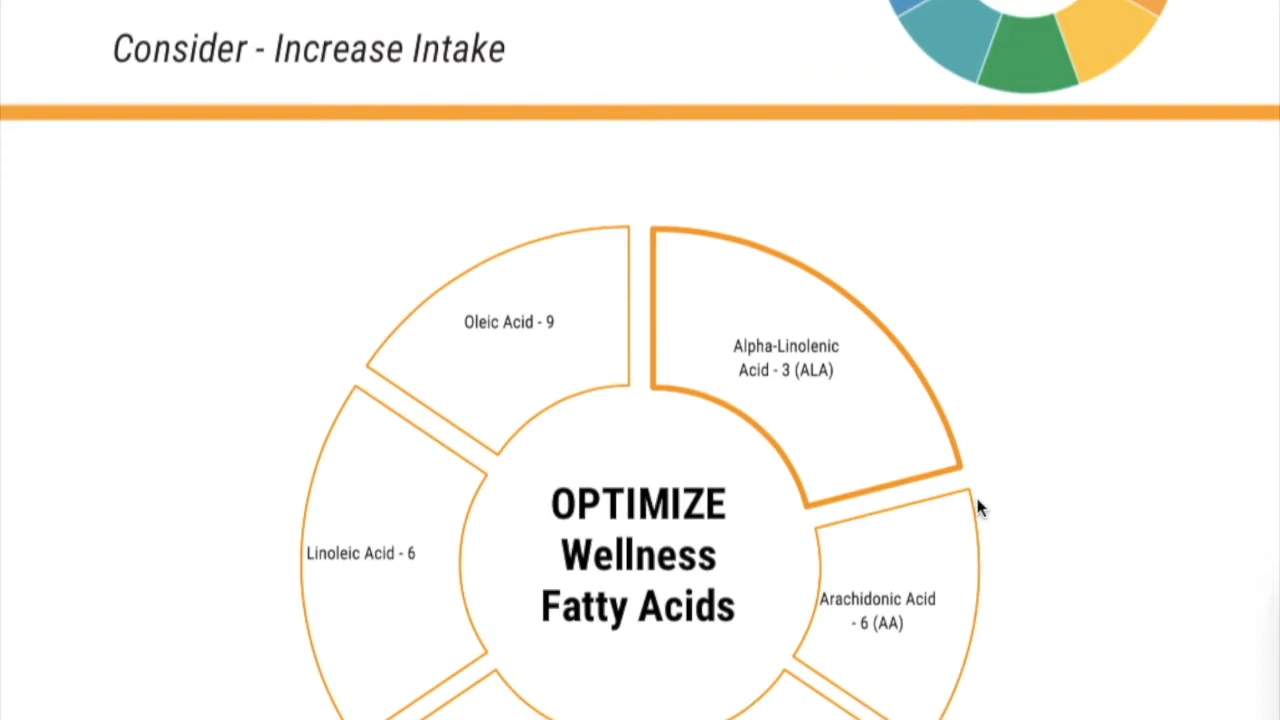 Consider - Increase Intake
Oleic Acid - 9
Alpha-Linolenic
Acid - 3 (ALA)
OPTIMIZE
Wellness
Fatty Acids
Linoleic Acid - 6
Arachidonic Acid
- 6 (AA)